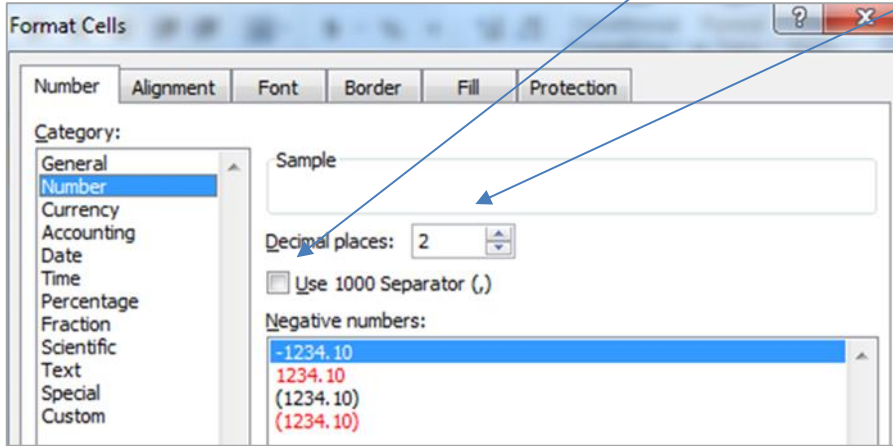 Format Cells
Number Alignment Font Border Fill Protection
Category:
General
Number
Currency
Accounting
Date
Time
Percentage
Fraction
Scientific
Text
Special
Custom
Sample
Decimal places: 2
Use 1000 Separator (,)
Negative numbers:
-1234.10
1234.10
(1234.10)
(1234.10)